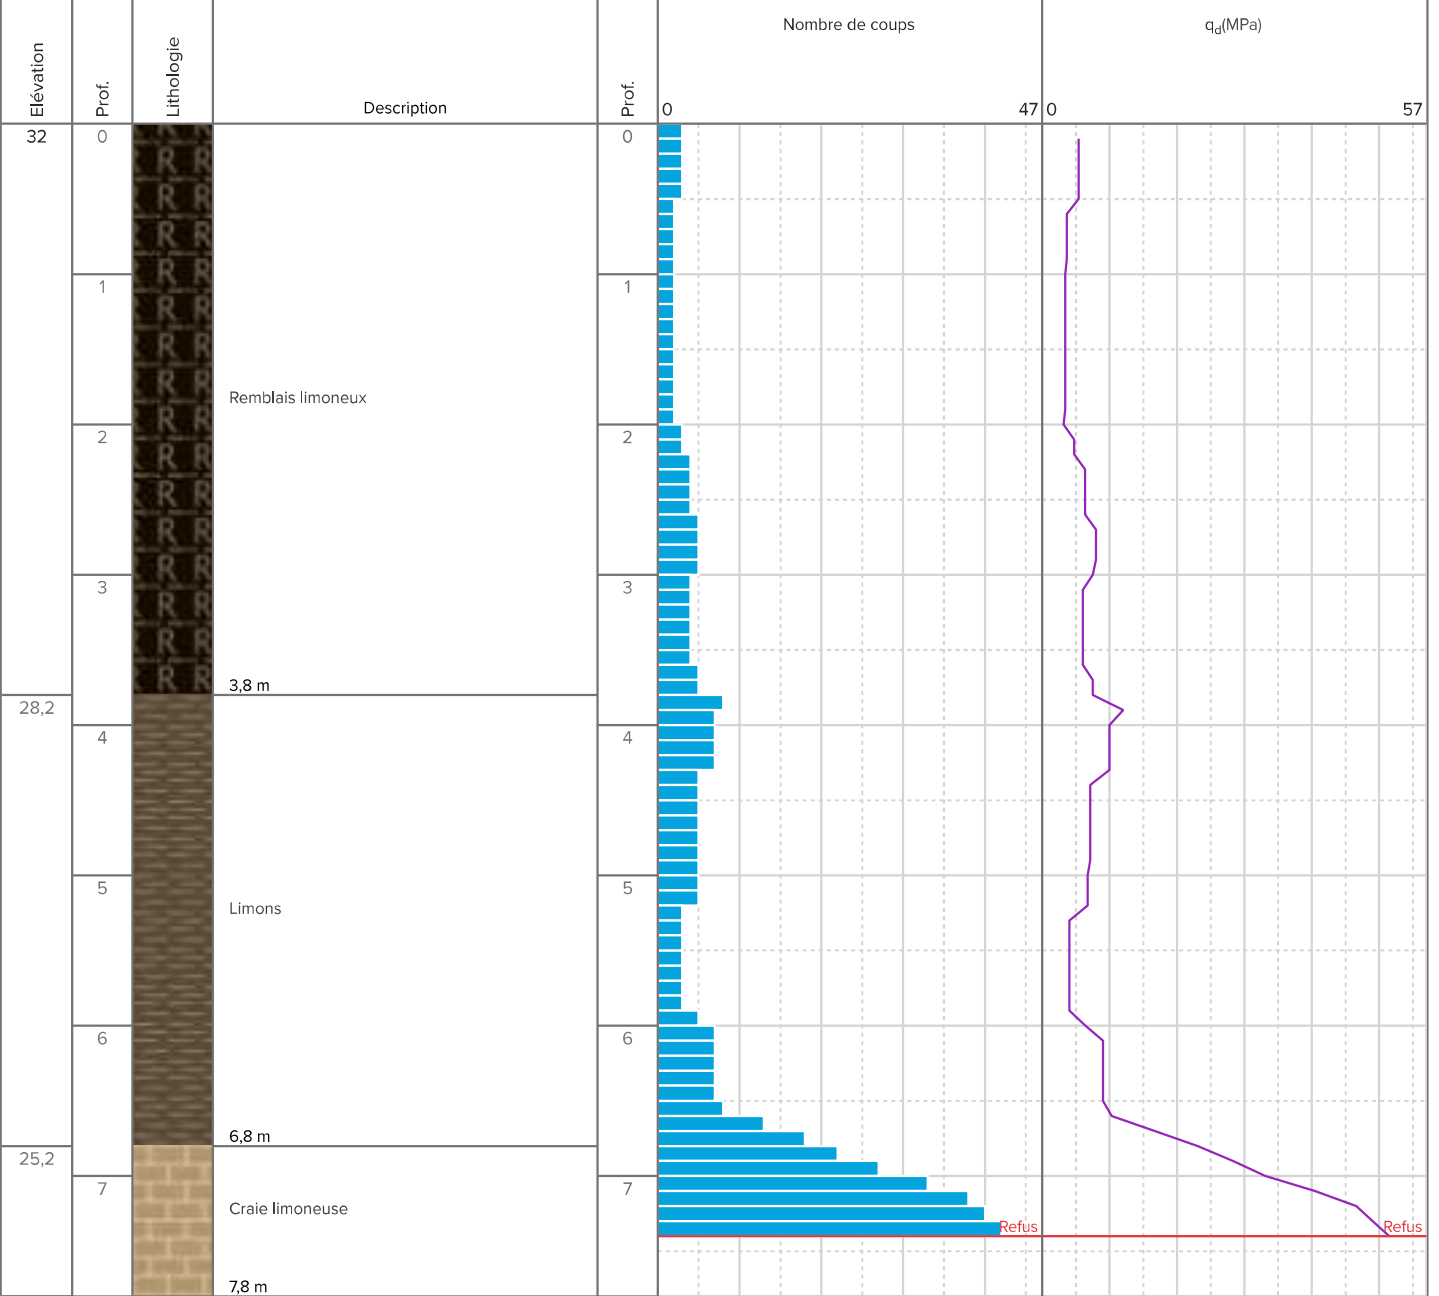 Elévation
Prof.
Lithologie
Description
Prof.
Nombre de coups
0 47
qd(MPa)
0 57
32
0
0
1
1
Remblais limoneux
2
2
3
3
3,8 m
28,2
4
4
5
5
Limons
6
6
6,8 m
25,2
7
7
Craie limoneuse
Refus
Refus
7,8 m